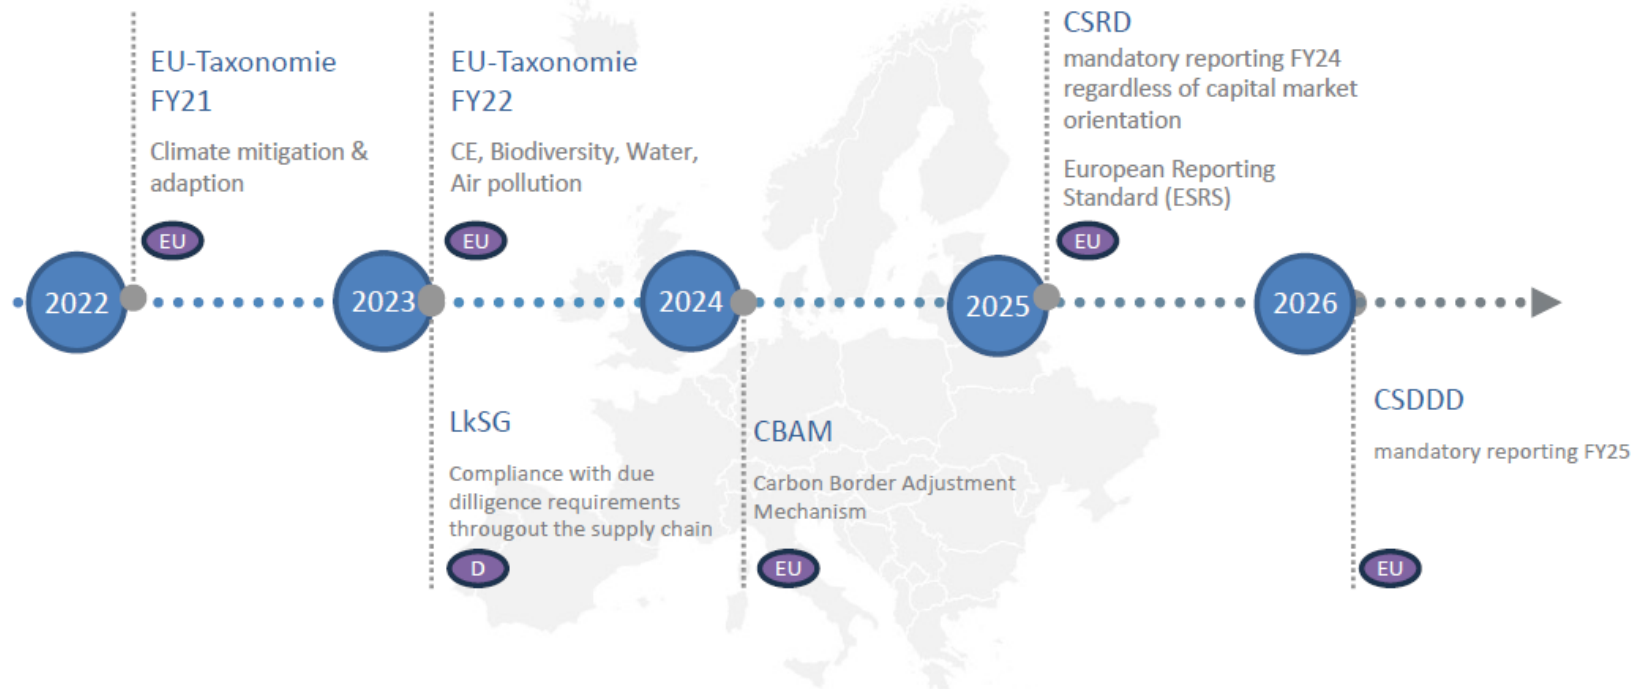 EU-Taxonomie
FY21
Climate mitigation &
adaption
EU
EU-Taxonomie
FY22
CE, Biodiversity, Water,
Air pollution
EU
CSRD
mandatory reporting FY24
regardless of capital market
orientation
European Reporting
Standard (ESRS)
EU
2022
2023
2024
2025
2026
LkSG
Compliance with due
dilligence requirements
througout the supply chain
D
CBAM
Carbon Border Adjustment
Mechanism
EU
CSDDD
mandatory reporting FY25
EU